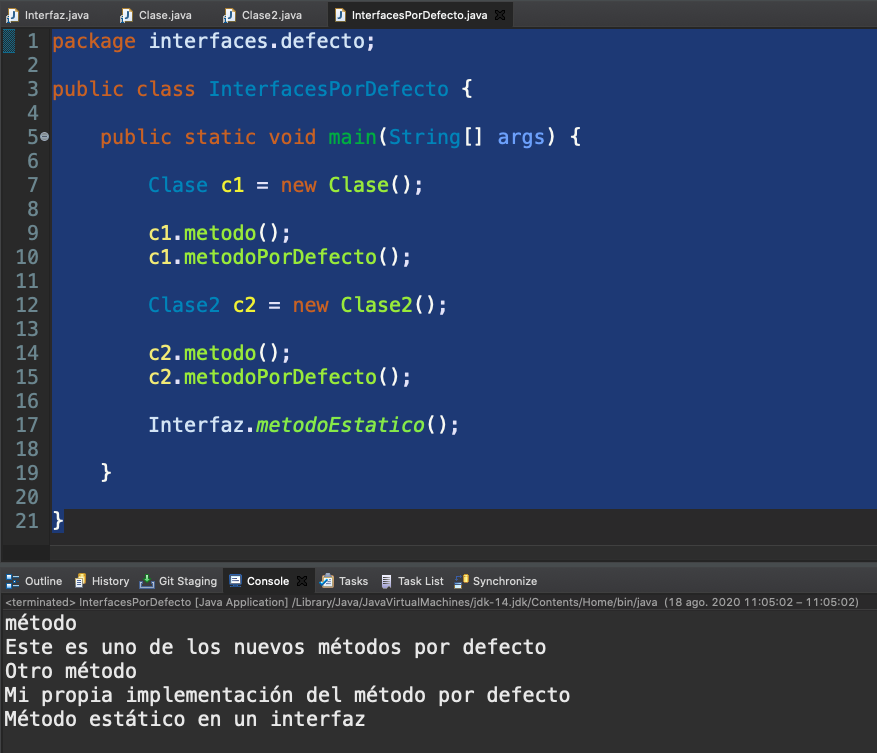 Interfaz.java Clase.java Clase2.java InterfacesPorDefecto.java
1 package interfaces.defecto;
2
3 public class InterfacesPorDefecto {
4
5 public static void main(String[] args) {
6
7 Clase c1 = new Clase();
8
9 c1.metodo();
10 c1.metodoPorDefecto();
11
12 Clase2 c2 = new Clase2();
13
14 c2.metodo();
15 c2.metodoPorDefecto();
16
17 Interfaz.metodoEstatico();
18
19 }
20
21 }
Outline History Git Staging Console Tasks Task List Synchronize
<terminated> InterfacesPorDefecto [Java Application] /Library/Java/JavaVirtualMachines/jdk-14.jdk/Contents/Home/bin/java (18 ago. 2020 11:05:02 – 11:05:02)
método
Este es uno de los nuevos métodos por defecto
Otro método
Mi propia implementación del método por defecto
Método estático en un interfaz